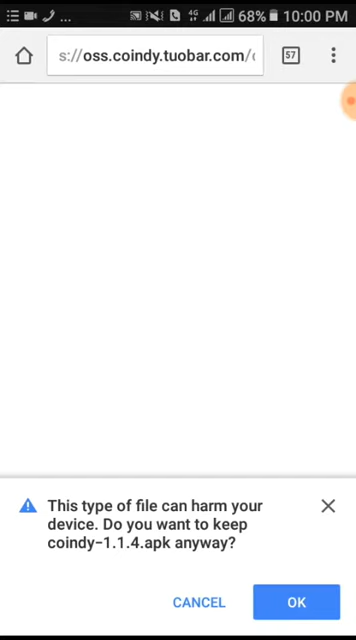 4G 68% 10:00 PM
s://oss.coindy.tuobar.com/c
57
This type of file can harm your
device. Do you want to keep
coindy-1.1.4.apk anyway?
CANCEL OK